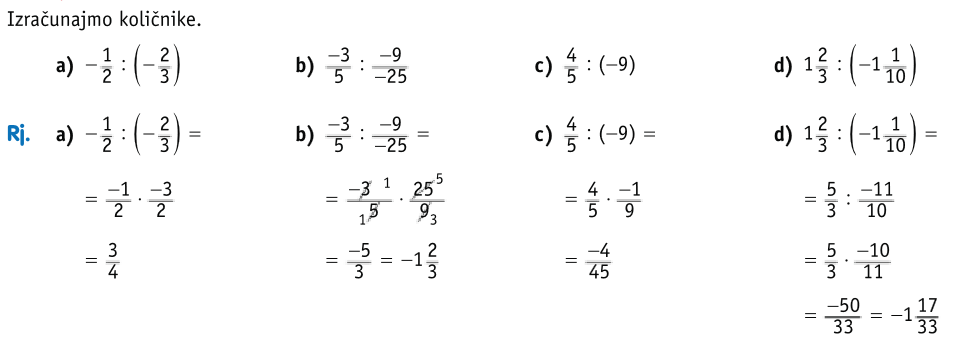 Izračunajmo količnike.
a) −1/2 : (−2/3) b) −3/5 : −9/−25 c) 4/5 : (−9) d) 1 2/3 : (−1 1/10)
Rj. a) −1/2 : (−2/3) = b) −3/5 : −9/−25 = c) 4/5 : (−9) = d) 1 2/3 : (−1 1/10) =
= −1/2 · −3/2 = −3 1/1 5 · 25 5/9 3 = 4/5 · −1/9 = 5/3 : −11/10
= 3/4 = −5/3 = −1 2/3 = −4/45 = 5/3 · −10/11
= −50/33 = −1 17/33